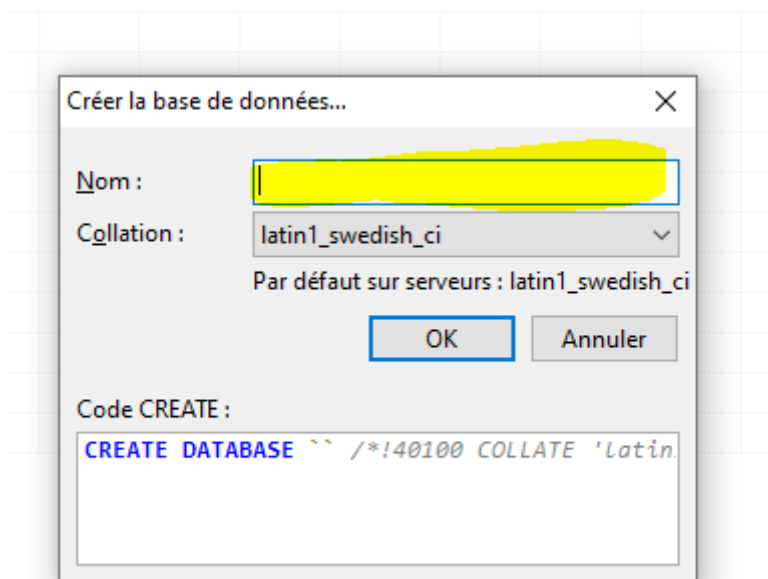 Créer la base de données...
Nom :
Collation : latin1_swedish_ci
Par défaut sur serveurs : latin1_swedish_ci
OK Annuler
Code CREATE :
CREATE DATABASE `` /*!40100 COLLATE 'latin